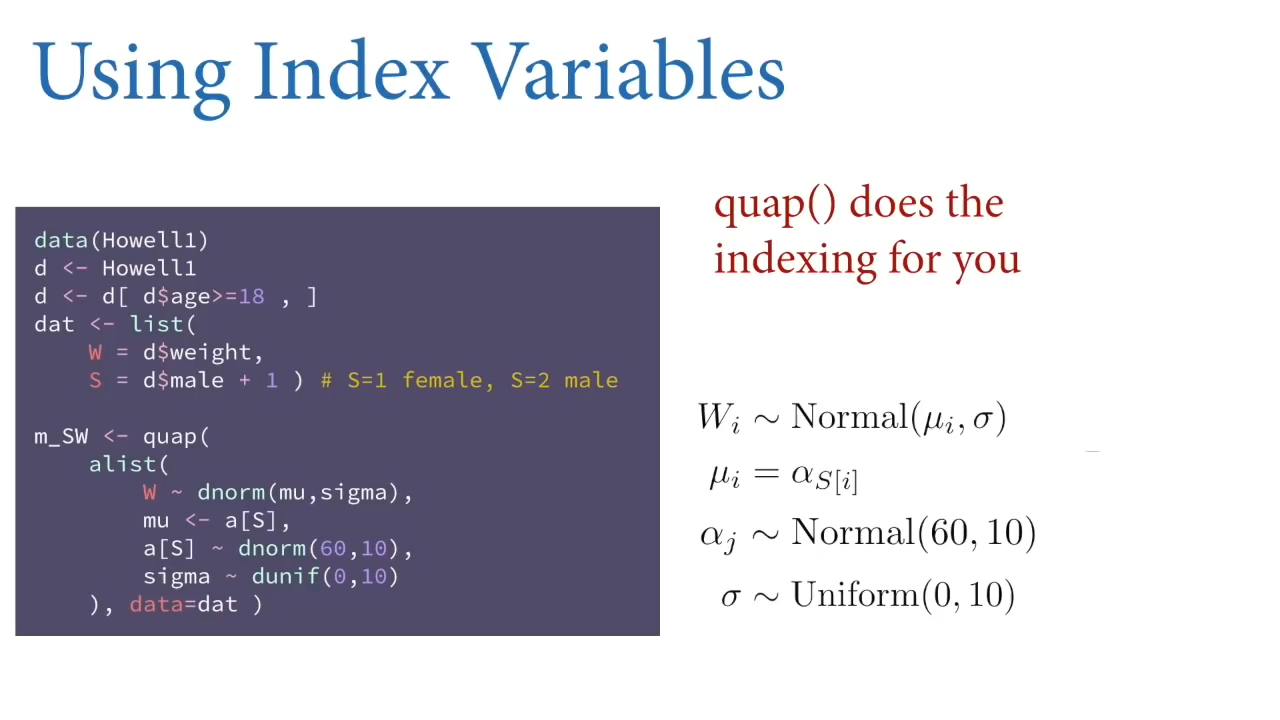 Using Index Variables
data(Howell1)
d <- Howell1
d <- d[ d$age>=18 , ]
dat <- list(
    W = d$weight,
    S = d$male + 1 ) # S=1 female, S=2 male

m_SW <- quap(
    alist(
        W ~ dnorm(mu,sigma),
        mu <- a[S],
        a[S] ~ dnorm(60,10),
        sigma ~ dunif(0,10)
    ), data=dat )
quap() does the
indexing for you
W_i ∼ Normal(μ_i, σ)
μ_i = α_{S[i]}
α_j ∼ Normal(60, 10)
σ ∼ Uniform(0, 10)